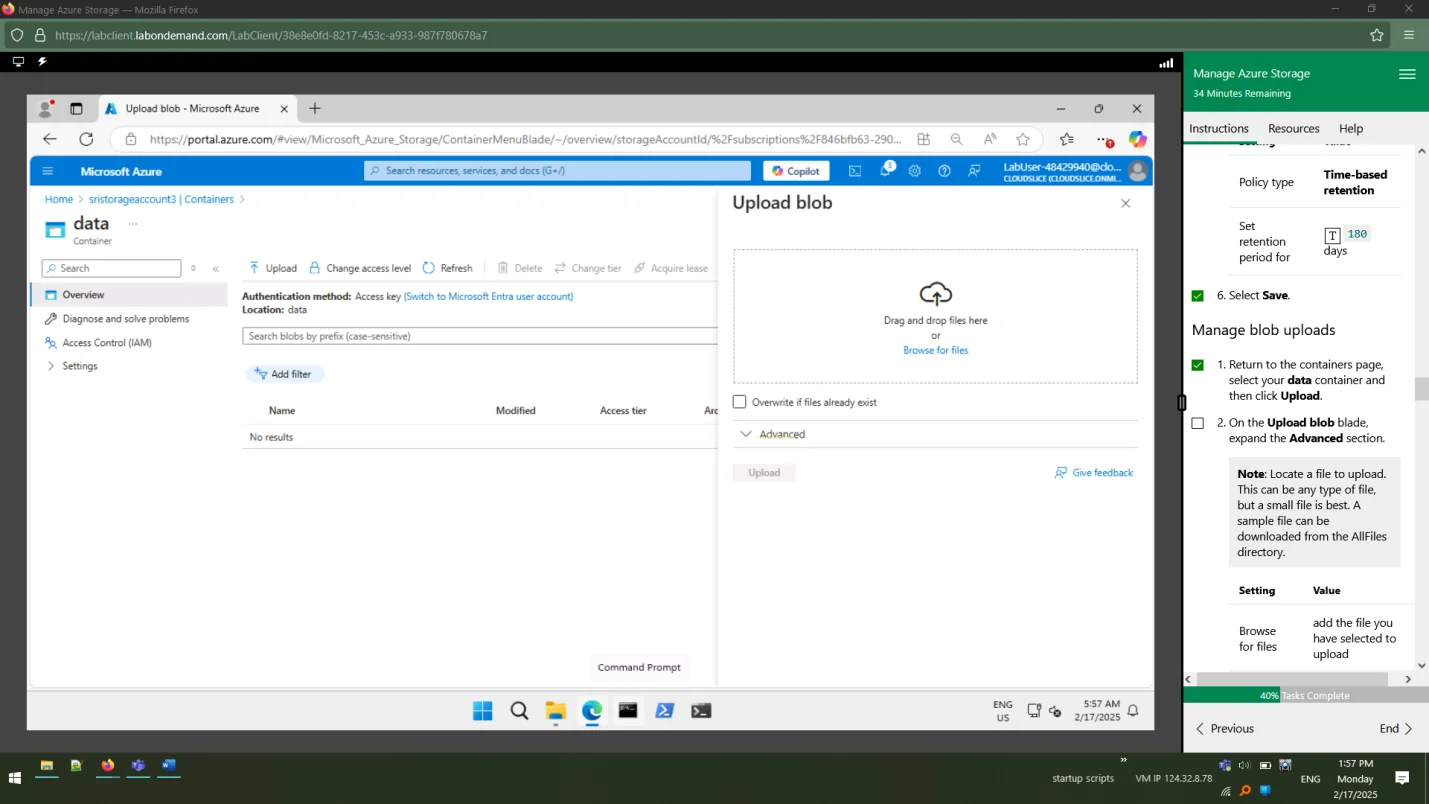 Manage Azure Storage — Mozilla Firefox
https://labclient.labondemand.com/LabClient/38e8e0fd-8217-453c-a933-987f780678a7
Upload blob - Microsoft Azure
https://portal.azure.com/#view/Microsoft_Azure_Storage/ContainerMenuBlade/~/overview/storageAccountId/%2Fsubscriptions%2F846bfb63-290...
Microsoft Azure
Search resources, services, and docs (G+/)
Copilot
5
LabUser-48429940@clo...
CLOUDSLICE (CLOUDSLICE.ONMI...
Home > sristorageaccount3 | Containers >
data ...
Container
Search
Overview
Diagnose and solve problems
Access Control (IAM)
Settings
Upload
Change access level
Refresh
Delete
Change tier
Acquire lease
Authentication method: Access key (Switch to Microsoft Entra user account)
Location: data
Search blobs by prefix (case-sensitive)
Add filter
Name Modified Access tier Arc
No results
Upload blob
Drag and drop files here
or
Browse for files
Overwrite if files already exist
Advanced
Upload
Give feedback
Command Prompt
ENG
US
5:57 AM
2/17/2025
Manage Azure Storage
34 Minutes Remaining
Instructions Resources Help
Policy type
Time-based
retention
Set
retention
period for
T 180
days
6. Select Save.
Manage blob uploads
1. Return to the containers page,
select your data container and
then click Upload.
2. On the Upload blob blade,
expand the Advanced section.
Note: Locate a file to upload.
This can be any type of file,
but a small file is best. A
sample file can be
downloaded from the AllFiles
directory.
Setting Value
Browse
for files
add the file you
have selected to
upload
40% Tasks Complete
Previous
End
startup scripts
VM IP 124.32.8.78
ENG
1:57 PM
Monday
2/17/2025